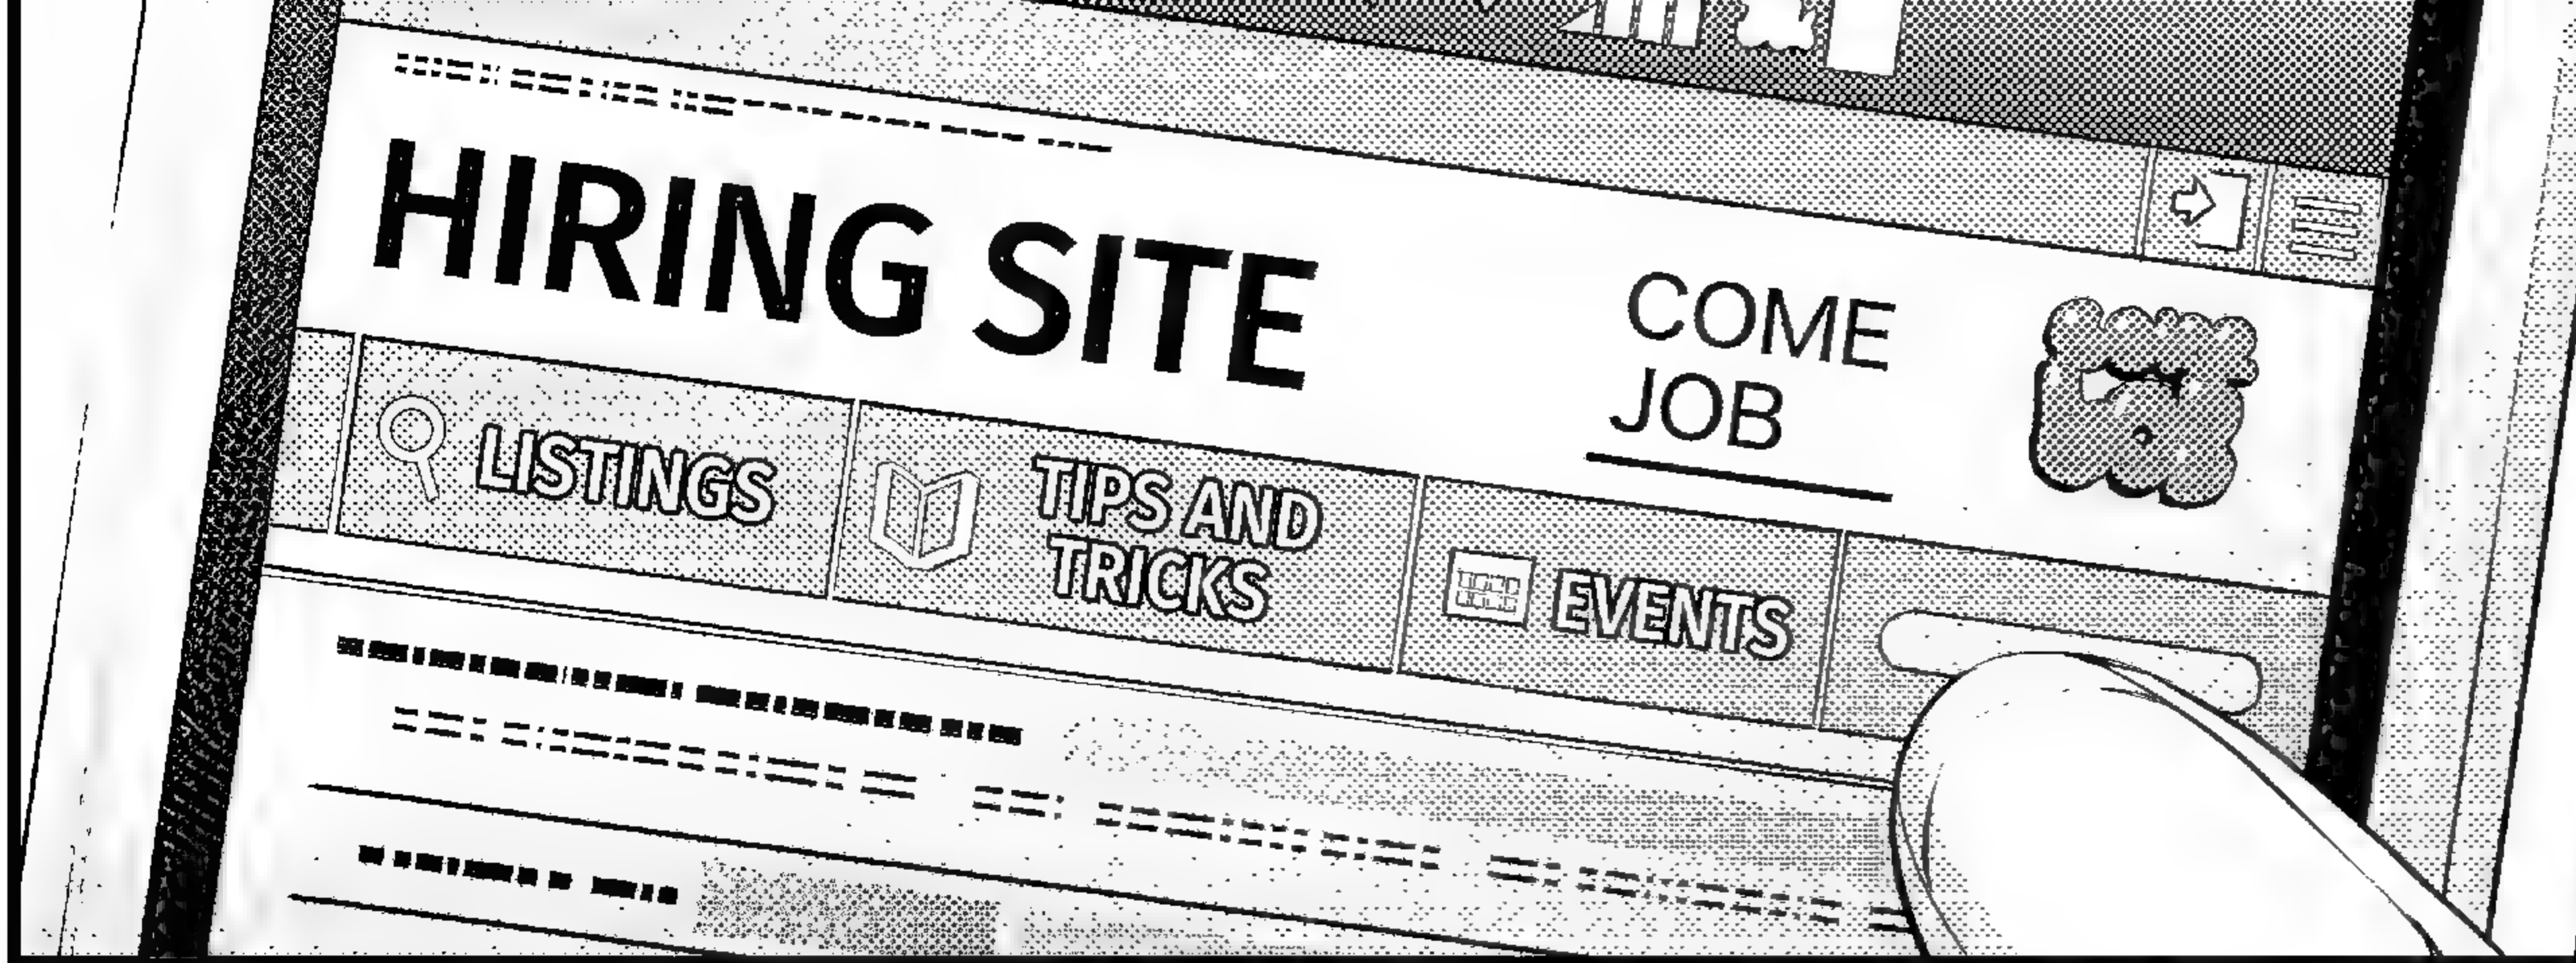 HIRING SITE
COME
JOB
LISTINGS
TIPS AND
TRICKS
EVENTS